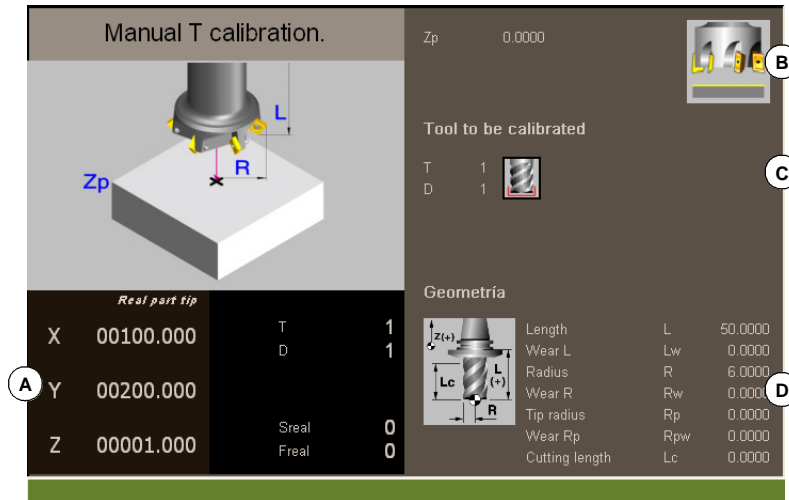 Manual T calibration.
L
R
Zp
Zp 0.0000
B
Tool to be calibrated
T 1
D 1
C
Real part tip
X 00100.000
Y 00200.000
Z 00001.000
A
T 1
D 1
Sreal 0
Freal 0
Geometría
Z(+)
Lc
L
(+)
R
Length L 50.0000
Wear L Lw 0.0000
Radius R 6.0000
Wear R Rw 0.0000
D
Tip radius Rp 0.0000
Wear Rp Rpw 0.0000
Cutting length Lc 0.0000